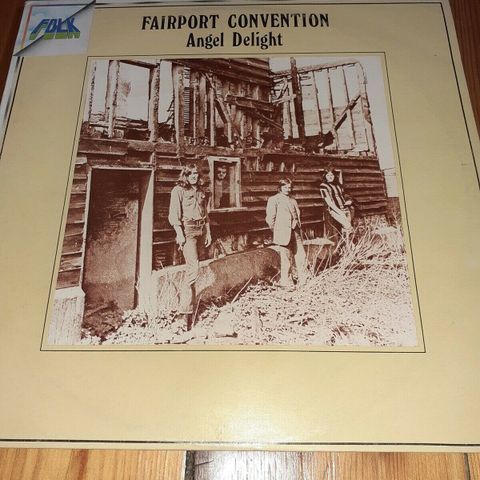 FOLK
FAIRPORT CONVENTION
Angel Delight